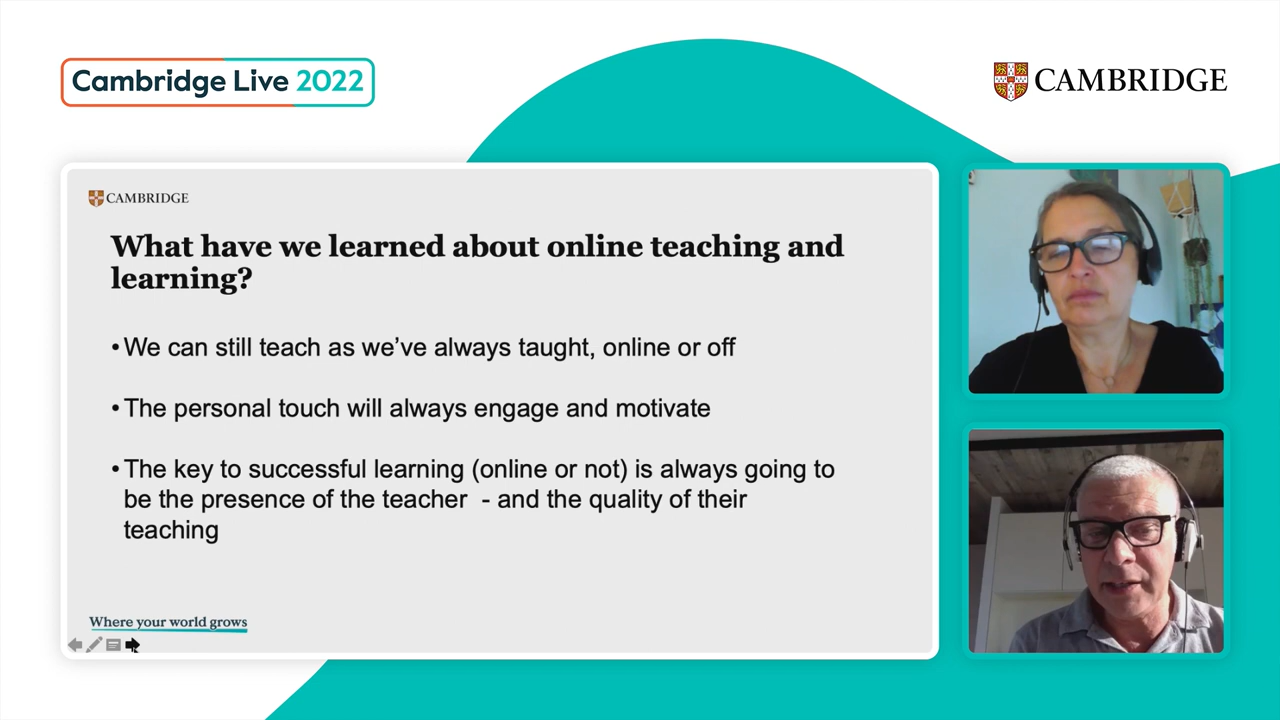 Cambridge Live 2022
CAMBRIDGE
CAMBRIDGE
What have we learned about online teaching and
learning?
• We can still teach as we’ve always taught, online or off
• The personal touch will always engage and motivate
• The key to successful learning (online or not) is always going to
be the presence of the teacher - and the quality of their
teaching
Where your world grows